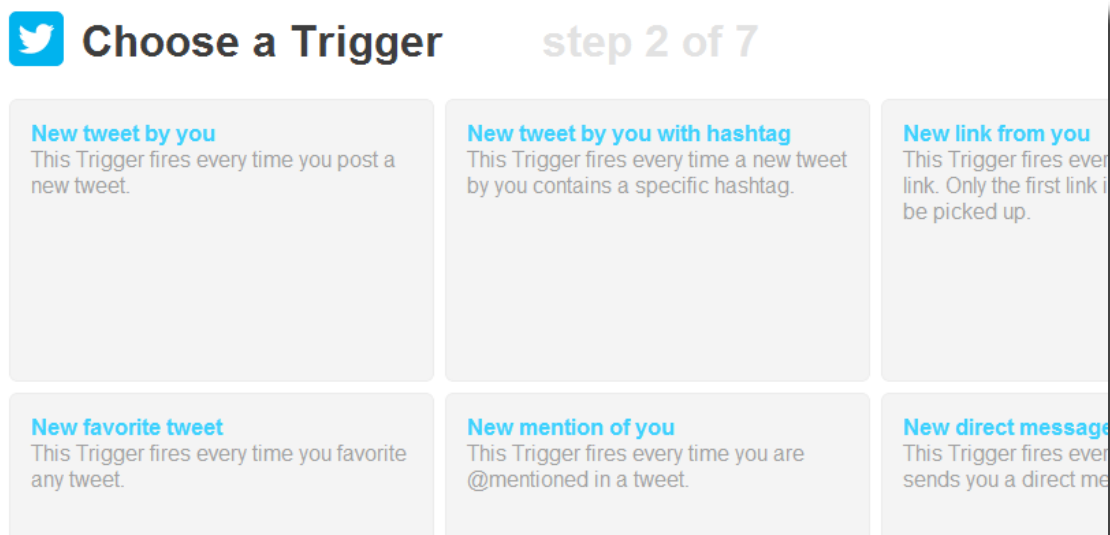 Choose a Trigger step 2 of 7
New tweet by you
This Trigger fires every time you post a
new tweet.
New tweet by you with hashtag
This Trigger fires every time a new tweet
by you contains a specific hashtag.
New link from you
This Trigger fires
link. Only the first link
be picked up.
New favorite tweet
This Trigger fires every time you favorite
any tweet.
New mention of you
This Trigger fires every time you are
@mentioned in a tweet.
New direct message
This Trigger fires
sends you a direct